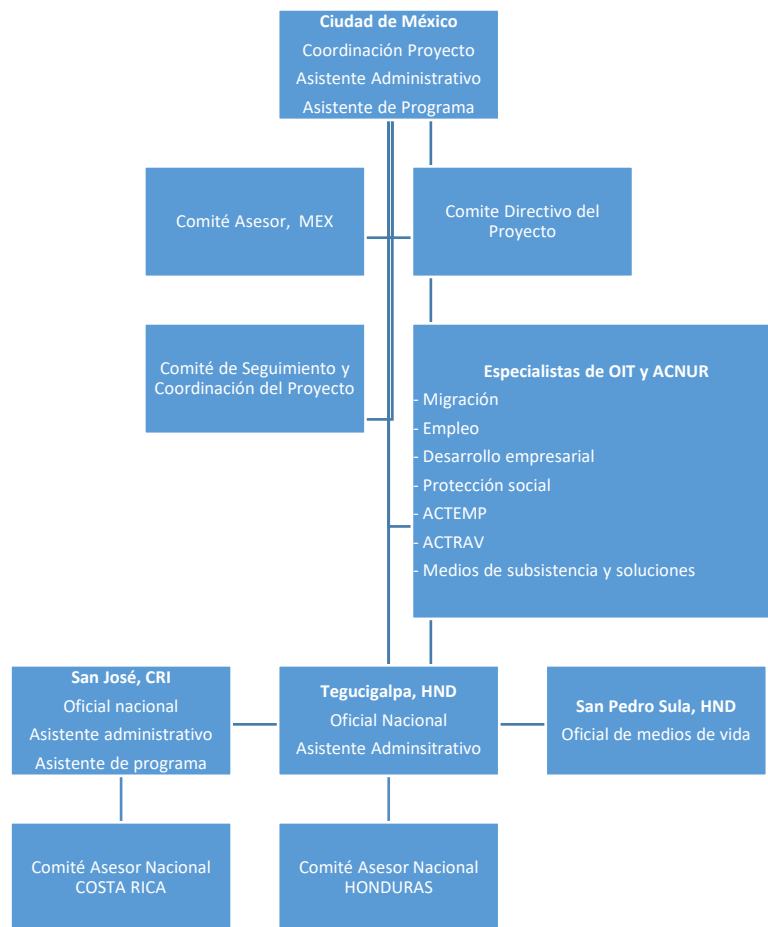 Ciudad de México
Coordinación Proyecto
Asistente Administrativo
Asistente de Programa
Comité Asesor, MEX
Comite Directivo del
Proyecto
Comité de Seguimiento y
Coordinación del Proyecto
Especialistas de OIT y ACNUR
- Migración
- Empleo
- Desarrollo empresarial
- Protección social
- ACTEMP
- ACTRAV
- Medios de subsistencia y soluciones
San José, CRI
Oficial nacional
Asistente administrativo
Asistente de programa
Tegucigalpa, HND
Oficial Nacional
Asistente Adminsitrativo
San Pedro Sula, HND
Oficial de medios de vida
Comité Asesor Nacional
COSTA RICA
Comité Asesor Nacional
HONDURAS